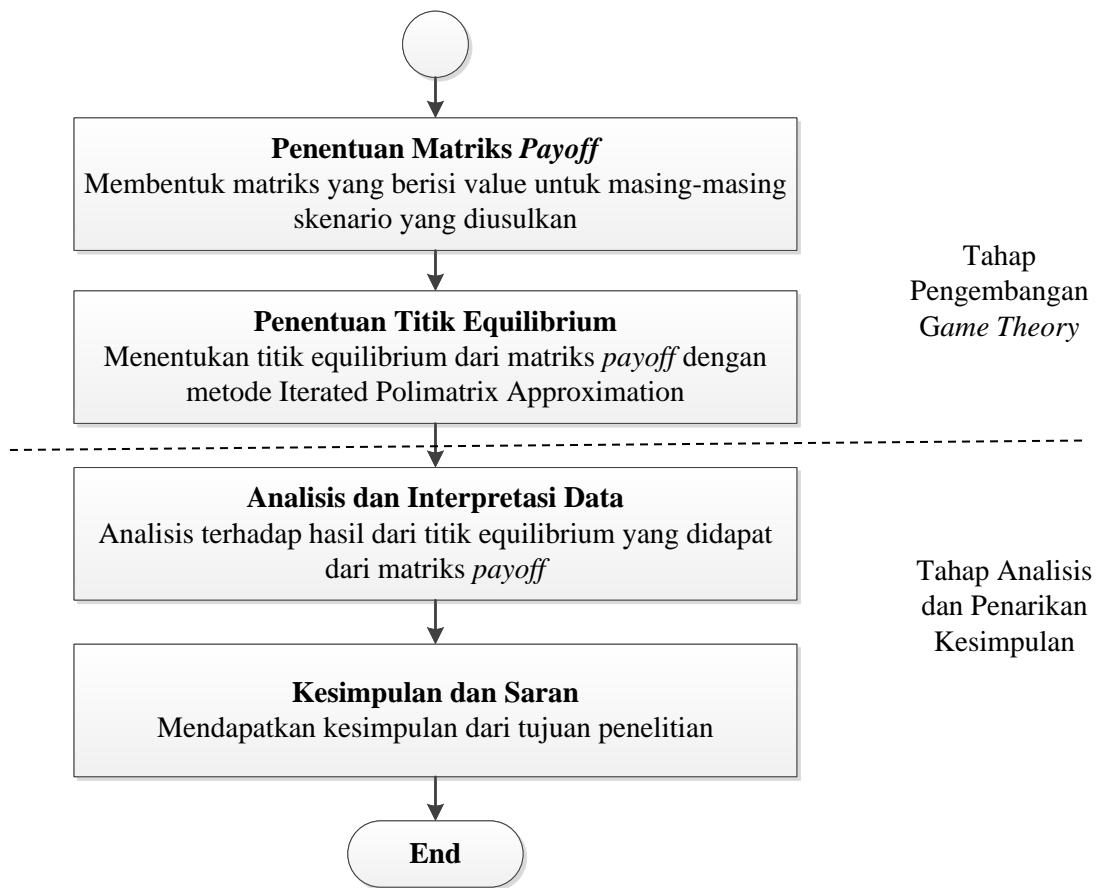 Penentuan Matriks Payoff
Membentuk matriks yang berisi value untuk masing-masing
skenario yang diusulkan
Tahap
Pengembangan
Game Theory
Penentuan Titik Equilibrium
Menentukan titik equilibrium dari matriks payoff dengan
metode Iterated Polimatrix Approximation
Analisis dan Interpretasi Data
Analisis terhadap hasil dari titik equilibrium yang didapat
dari matriks payoff
Tahap Analisis
dan Penarikan
Kesimpulan
Kesimpulan dan Saran
Mendapatkan kesimpulan dari tujuan penelitian
End